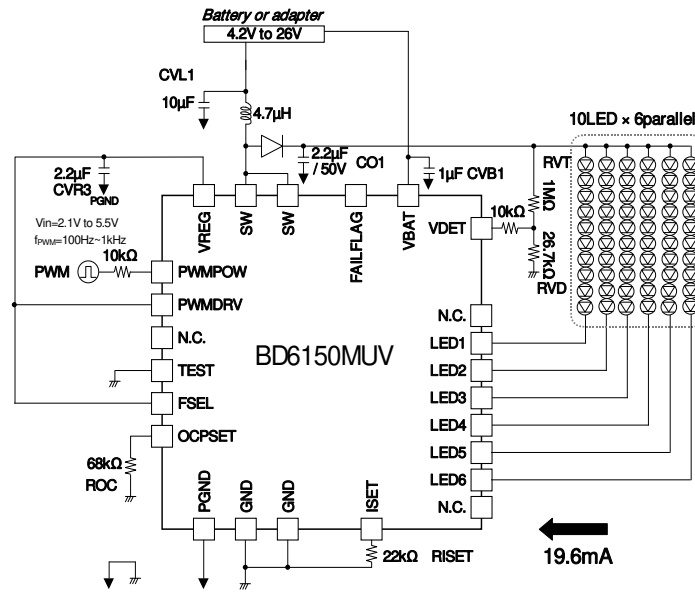 Battery or adapter
4.2V to 26V
CVL1
10µF
4.7µH
10LED × 6parallel
2.2µF
/ 50V
CO1
1µF CVB1
2.2µF
CVR3
PGND
RVT
1MΩ
10kΩ
26.7kΩ
RVD
VREG
SW
SW
FAILFLAG
VBAT
VDET
Vin=2.1V to 5.5V
fPWM=100Hz~1kHz
10kΩ
PWM
PWMPOW
PWMDRV
N.C.
TEST
FSEL
OCPSET
BD6150MUV
N.C.
LED1
LED2
LED3
LED4
LED5
LED6
N.C.
68kΩ
ROC
PGND
GND
GND
ISET
22kΩ RISET
19.6mA